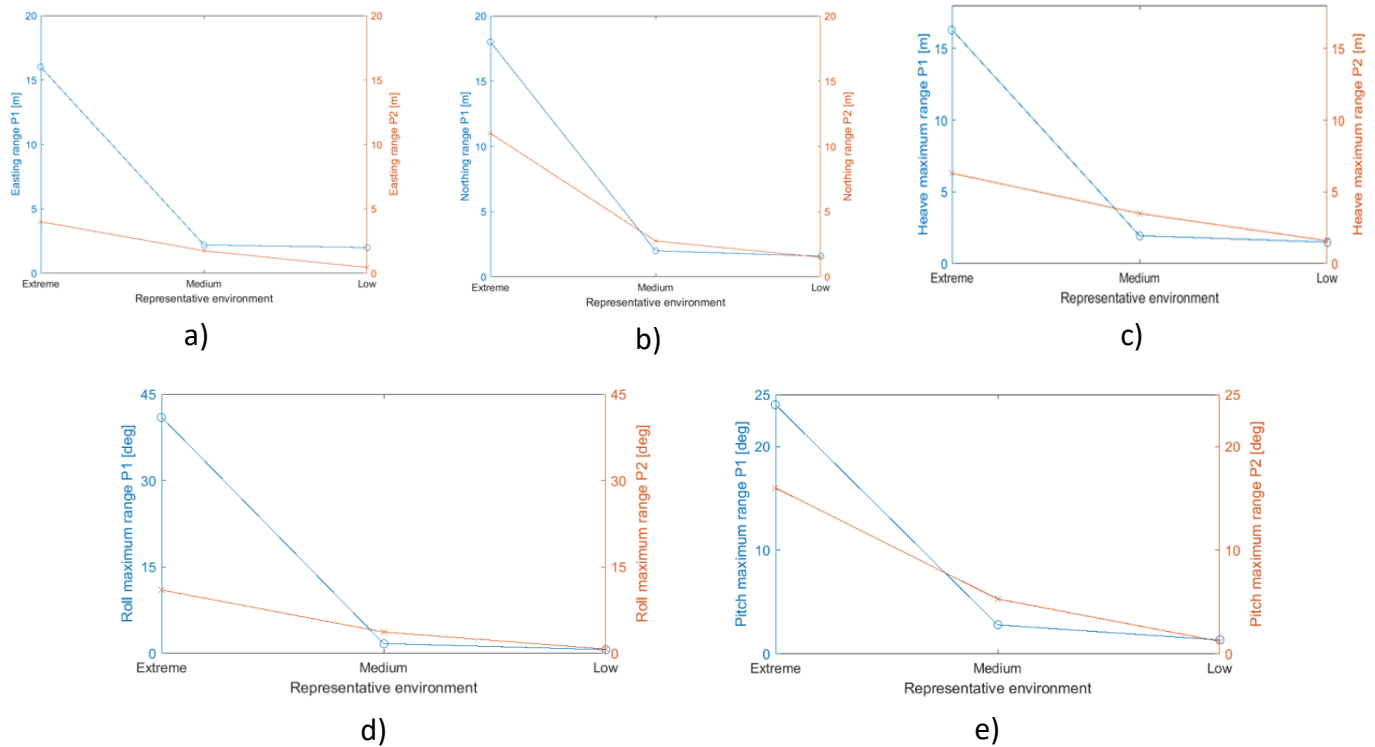 20
15
10
5
0
Easting range P1 [m]
20
15
10
5
0
Easting range P2 [m]
Extreme
Medium
Low
Representative environment
a)
20
15
10
5
0
Northing range P1 [m]
20
15
10
5
0
Northing range P2 [m]
Extreme
Medium
Low
Representative environment
b)
15
10
5
0
Heave maximum range P1 [m]
15
10
5
0
Heave maximum range P2 [m]
Extreme
Medium
Low
Representative environment
c)
45
30
15
0
Roll maximum range P1 [deg]
45
30
15
0
Roll maximum range P2 [deg]
Extreme
Medium
Low
Representative environment
d)
25
20
10
0
Pitch maximum range P1 [deg]
25
20
10
0
Pitch maximum range P2 [deg]
Extreme
Medium
Low
Representative environment
e)